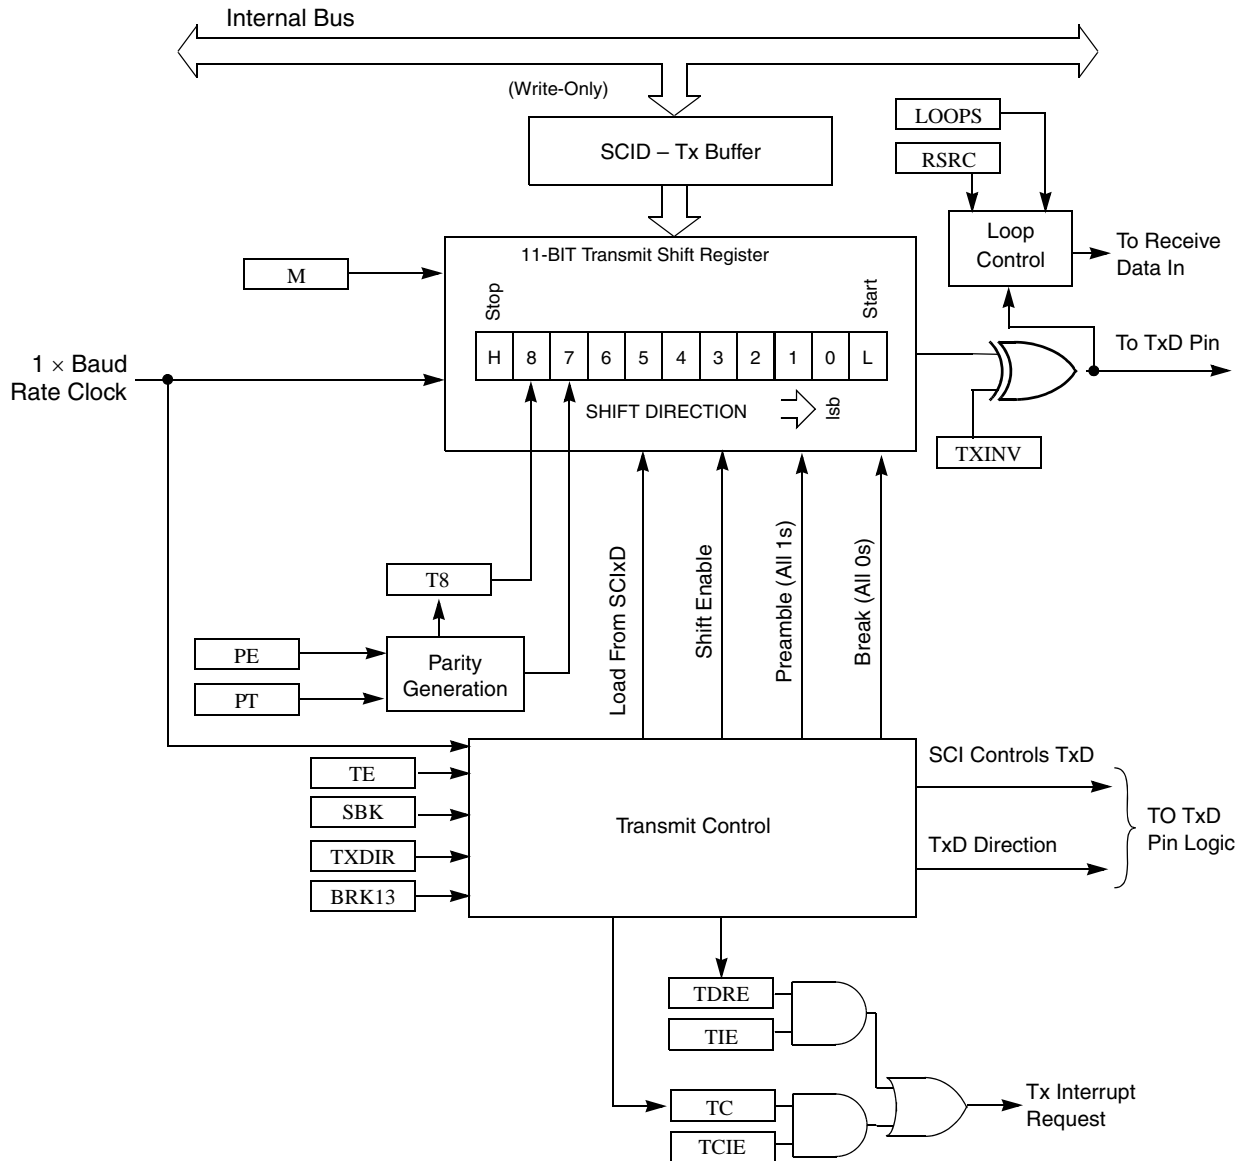 Internal Bus
(Write-Only)
SCID – Tx Buffer
LOOPS
RSRC
Loop
Control
To Receive
Data In
11-BIT Transmit Shift Register
M
Stop
Start
H 8 7 6 5 4 3 2 1 0 L
1 × Baud
Rate Clock
To TxD Pin
SHIFT DIRECTION
lsb
TXINV
T8
Load From SCIxD
Shift Enable
Preamble (All 1s)
Break (All 0s)
PE
PT
Parity
Generation
TE
SBK
TXDIR
BRK13
Transmit Control
SCI Controls TxD
TxD Direction
TO TxD
Pin Logic
TDRE
TIE
TC
TCIE
Tx Interrupt
Request